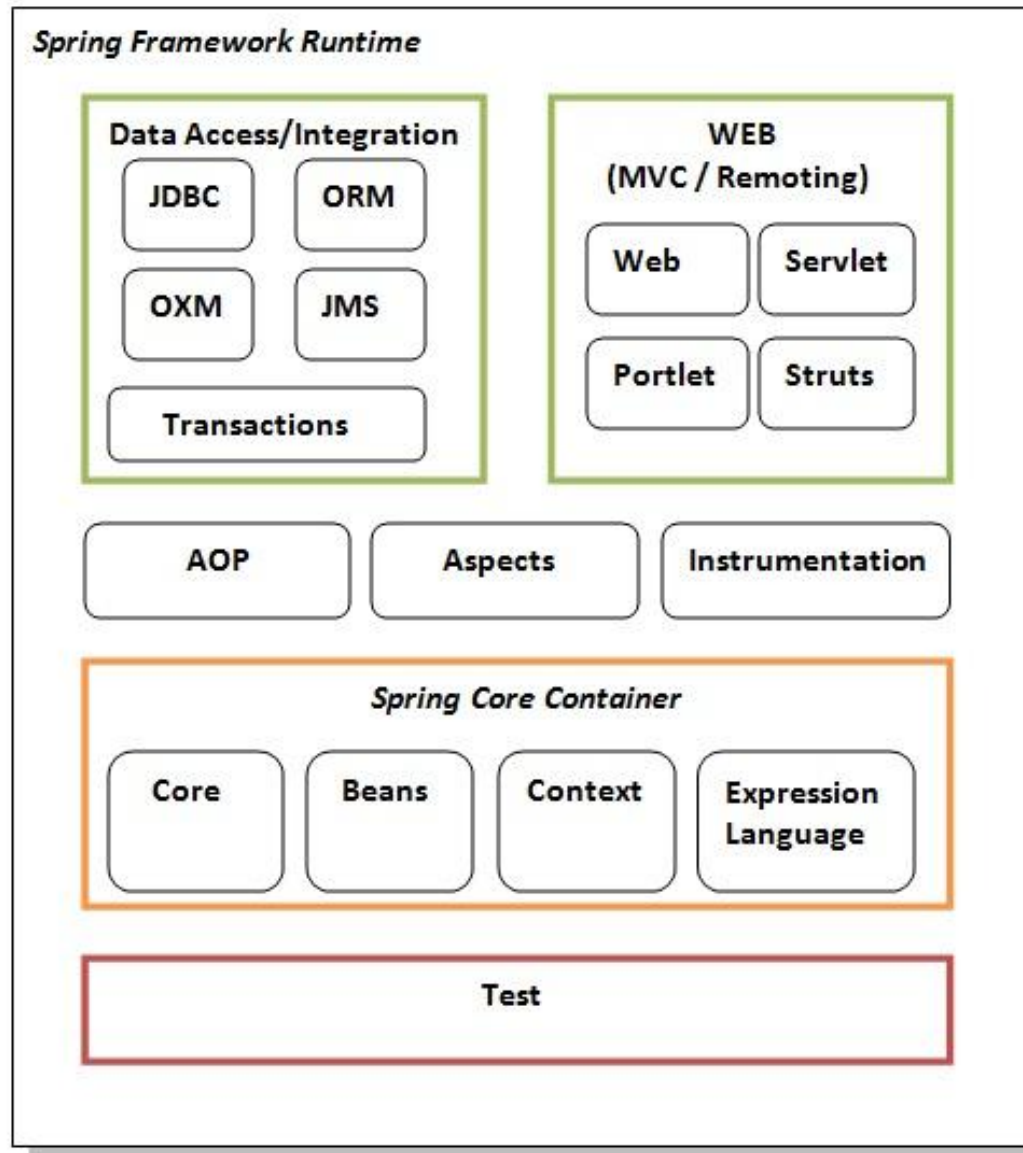 Spring Framework Runtime
Data Access/Integration
JDBC
ORM
OXM
JMS
Transactions
WEB
(MVC / Remoting)
Web
Servlet
Portlet
Struts
AOP
Aspects
Instrumentation
Spring Core Container
Core
Beans
Context
Expression
Language
Test